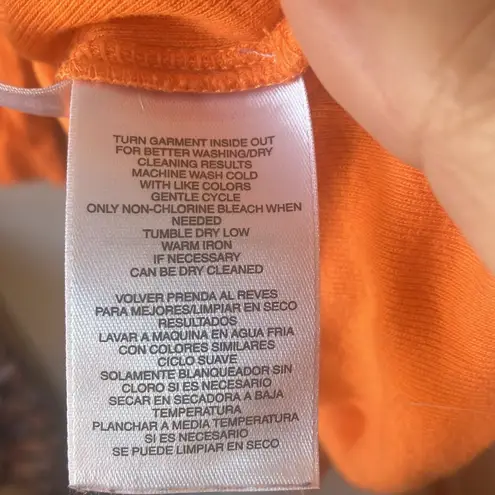 TURN GARMENT INSIDE OUT
FOR BETTER WASHING/DRY
CLEANING RESULTS
MACHINE WASH COLD
WITH LIKE COLORS
GENTLE CYCLE
ONLY NON-CHLORINE BLEACH WHEN
NEEDED
TUMBLE DRY LOW
WARM IRON
IF NECESSARY
CAN BE DRY CLEANED
VOLVER PRENDA AL REVES
PARA MEJORES/LIMPIAR EN SECO
RESULTADOS
LAVAR A MAQUINA EN AGUA FRIA
CON COLORES SIMILARES
CICLO SUAVE
SOLAMENTE BLANQUEADOR SIN
CLORO SI ES NECESARIO
SECAR EN SECADORA A BAJA
TEMPERATURA
PLANCHAR A MEDIA TEMPERATURA
SI ES NECESARIO
SE PUEDE LIMPIAR EN SECO